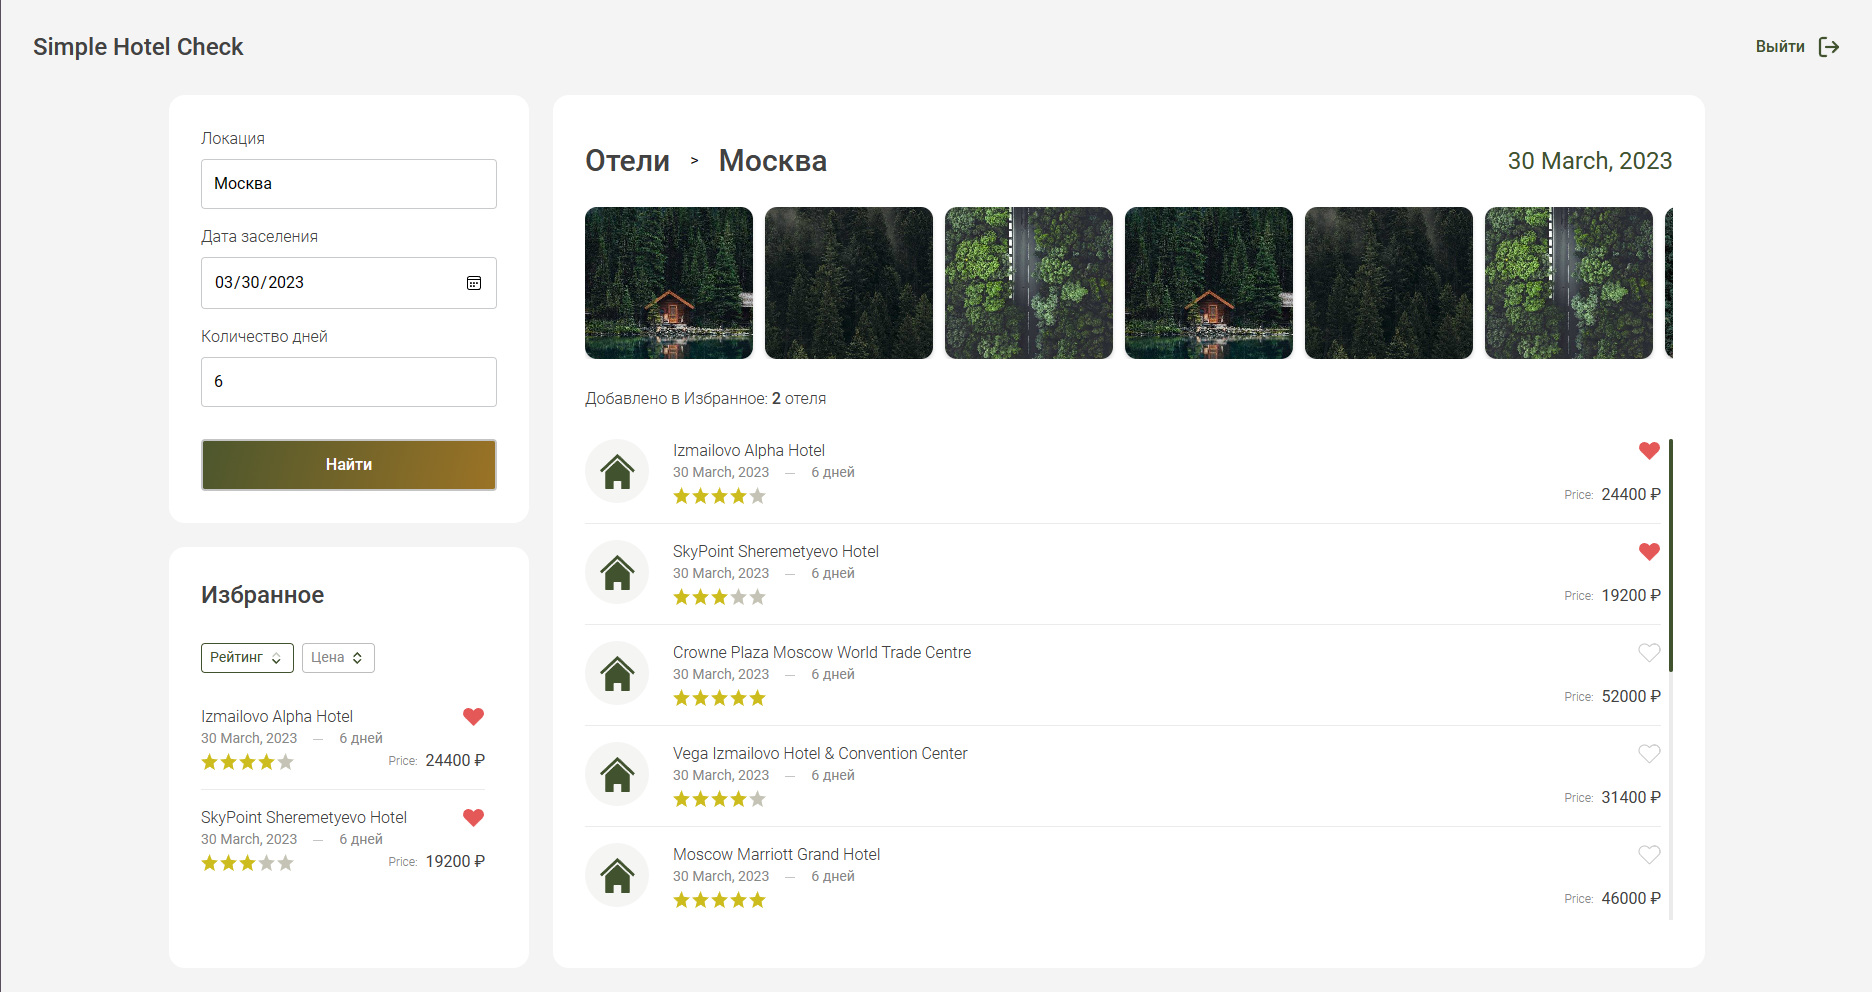 Simple Hotel Check
Выйти
Локация
Москва
Дата заселения
03/30/2023
Количество дней
6
Найти
Избранное
Рейтинг
Цена
Izmailovo Alpha Hotel
30 March, 2023 — 6 дней
Price: 24400 ₽
SkyPoint Sheremetyevo Hotel
30 March, 2023 — 6 дней
Price: 19200 ₽
Отели > Москва
30 March, 2023
Добавлено в Избранное: 2 отеля
Izmailovo Alpha Hotel
30 March, 2023 — 6 дней
Price: 24400 ₽
SkyPoint Sheremetyevo Hotel
30 March, 2023 — 6 дней
Price: 19200 ₽
Crowne Plaza Moscow World Trade Centre
30 March, 2023 — 6 дней
Price: 52000 ₽
Vega Izmailovo Hotel & Convention Center
30 March, 2023 — 6 дней
Price: 31400 ₽
Moscow Marriott Grand Hotel
30 March, 2023 — 6 дней
Price: 46000 ₽